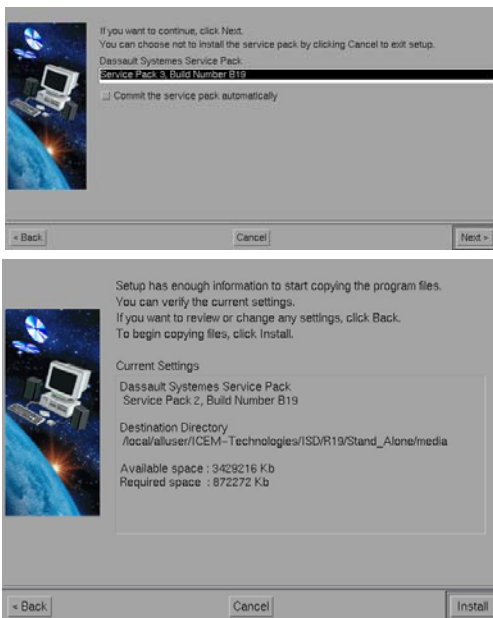 If you want to continue, click Next.
You can choose not to install the service pack by clicking Cancel to exit setup.
Dassault Systemes Service Pack
Service Pack 3, Build Number B19
Commit the service pack automatically
< Back
Cancel
Next >
Setup has enough information to start copying the program files.
You can verify the current settings.
If you want to review or change any settings, click Back.
To begin copying files, click Install.
Current Settings
Dassault Systemes Service Pack
Service Pack 2, Build Number B19
Destination Directory
/local/alluser/ICEM-Technologies/ISD/R19/Stand_Alone/media
Available space : 3429216 Kb
Required space : 872272 Kb
< Back
Cancel
Install